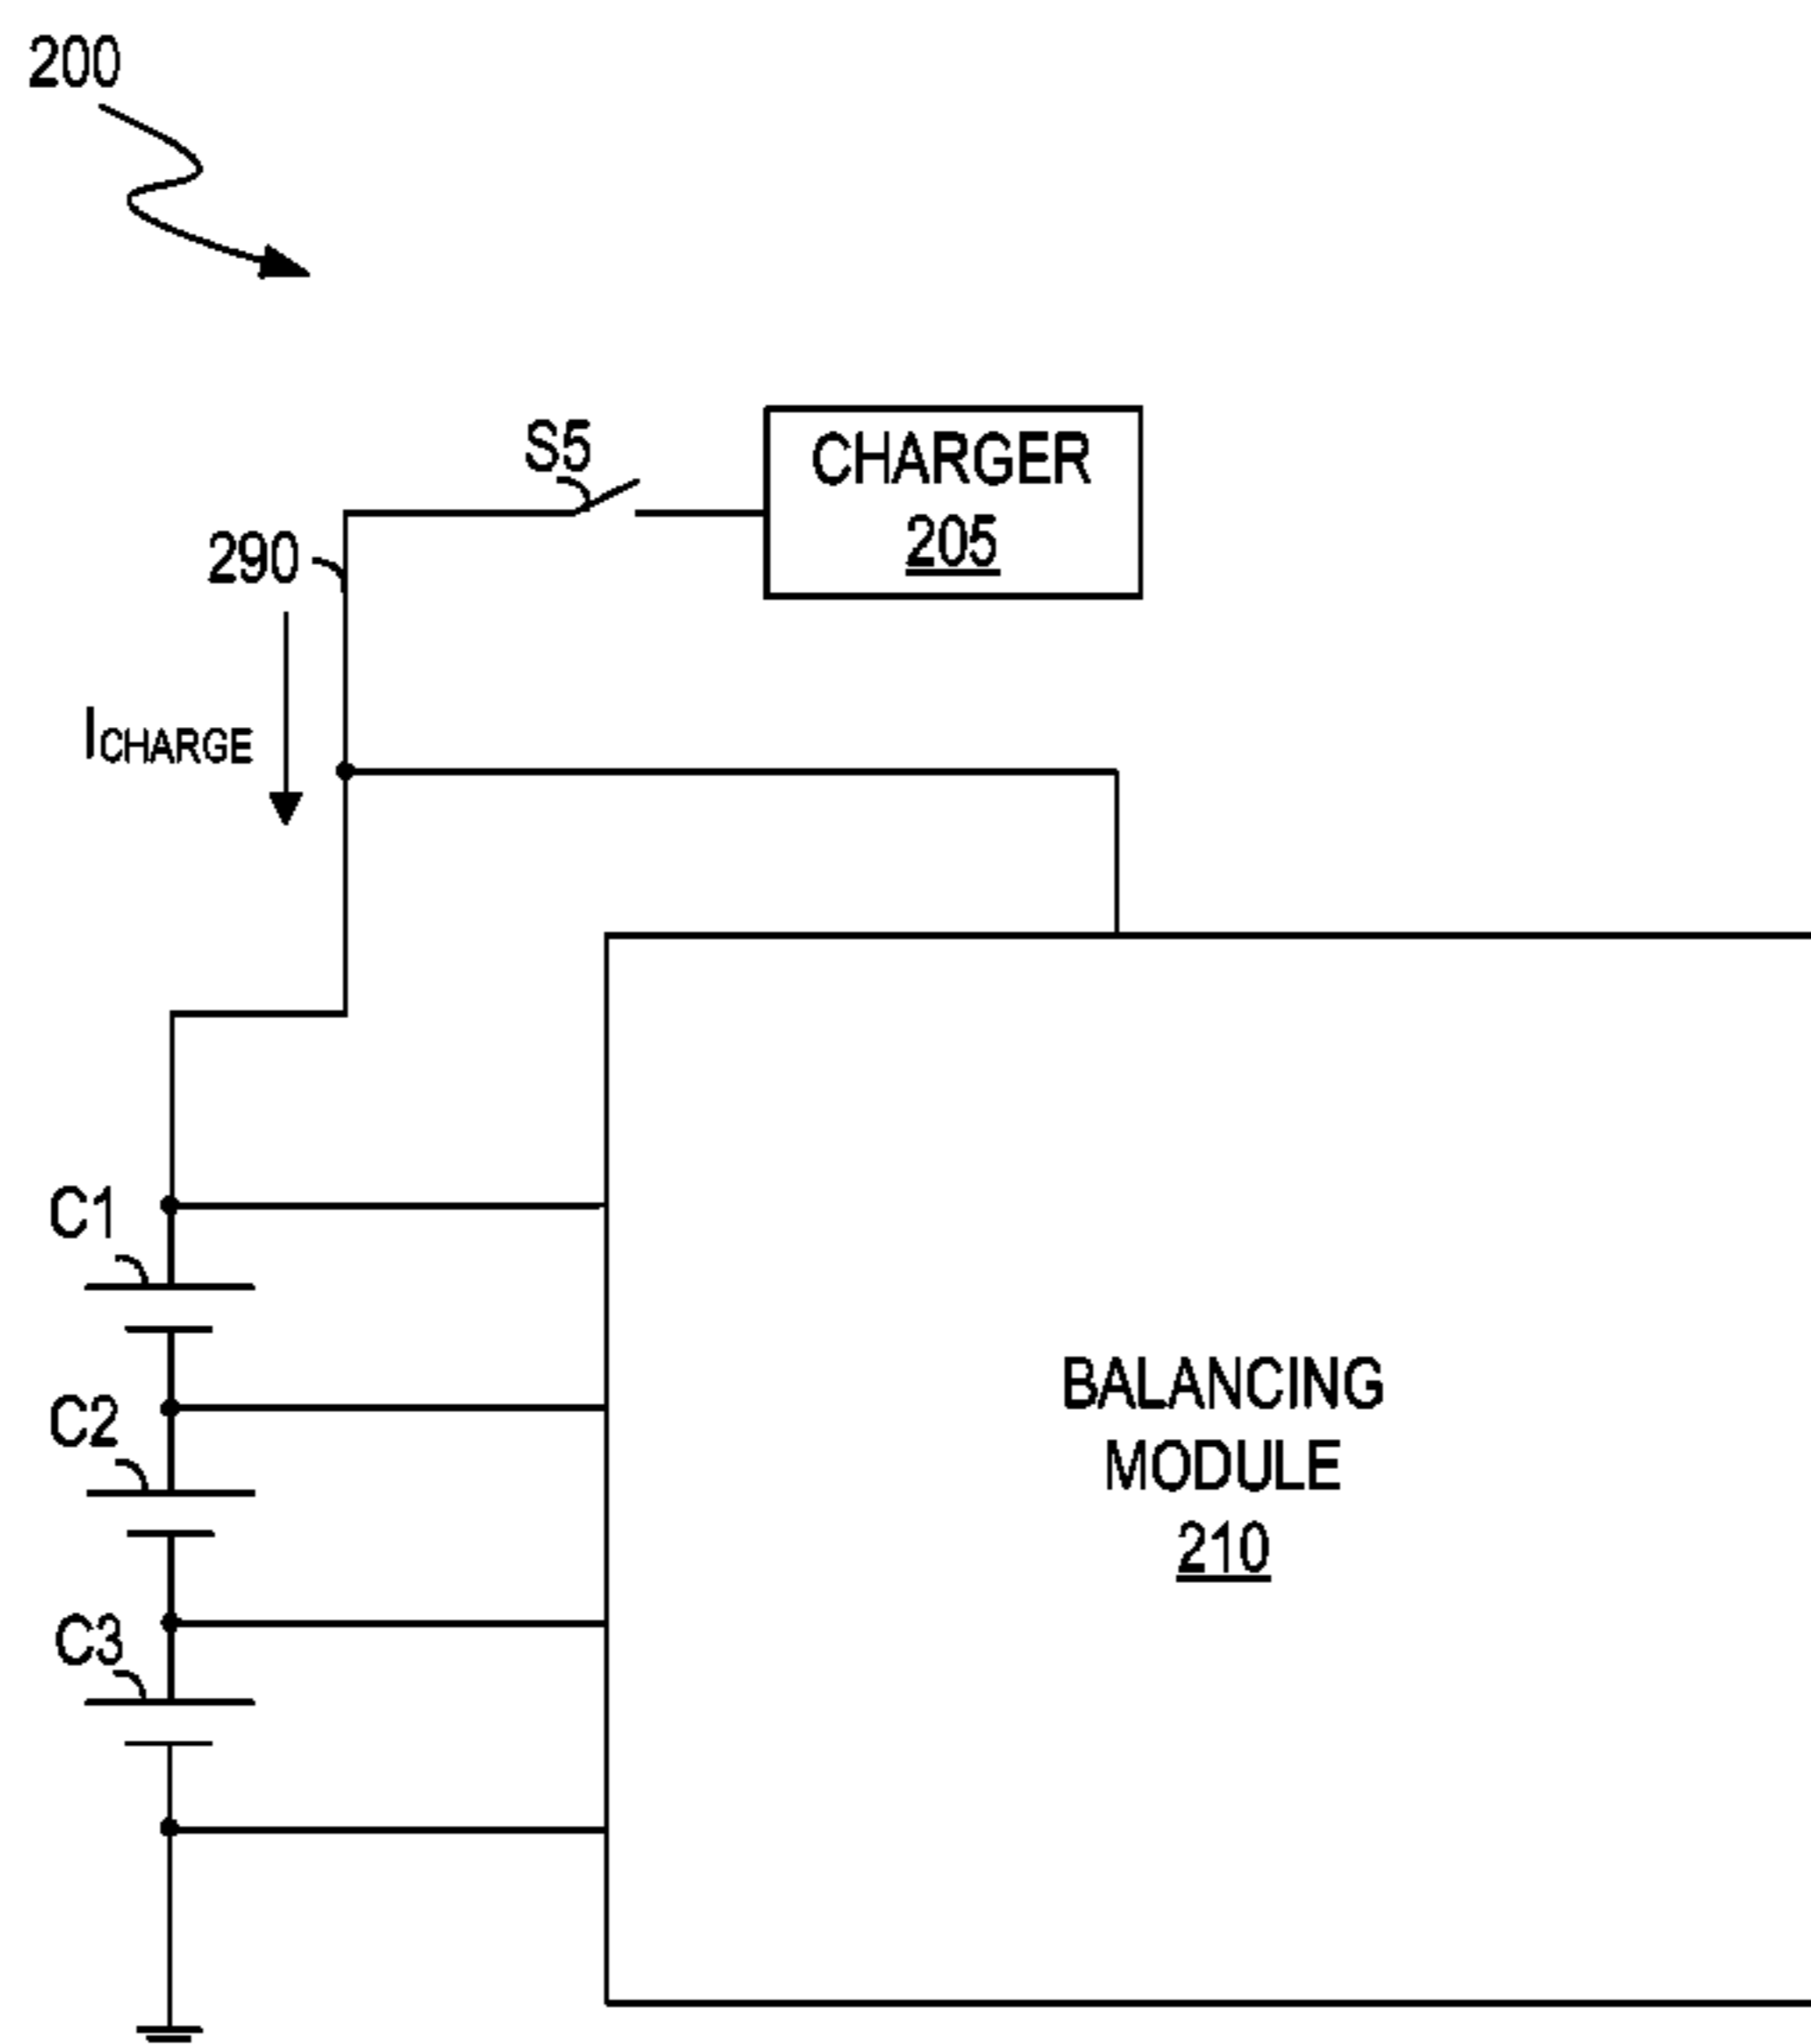 200
S5
CHARGER
205
290
ICHARGE
C1
C2
BALANCING
MODULE
210
C3